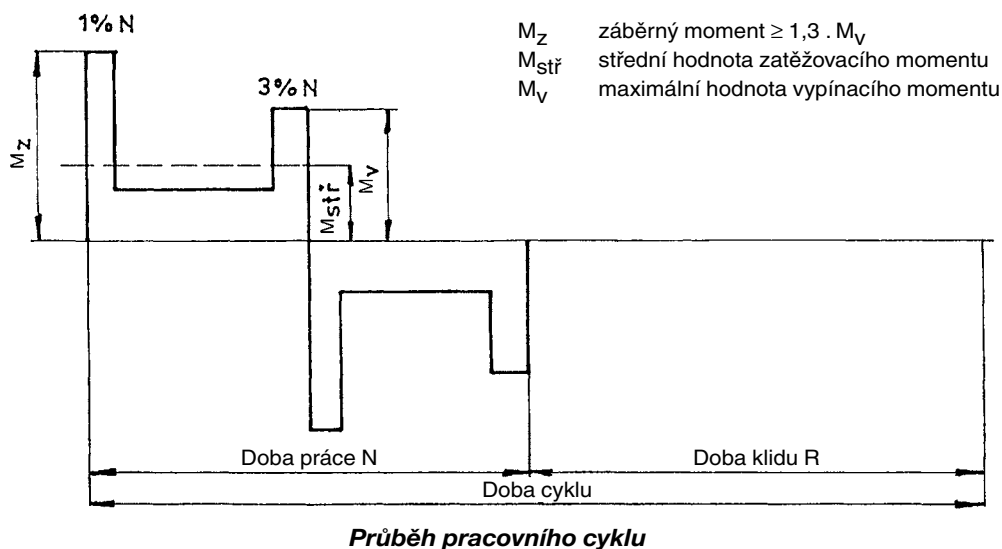 1% N
M_Z záběrný moment ≥ 1,3 . M_V
M_stř střední hodnota zatěžovacího momentu
M_V maximální hodnota vypínacího momentu
3% N
M_Z
M_stř
M_V
Doba práce N
Doba klidu R
Doba cyklu
Průběh pracovního cyklu